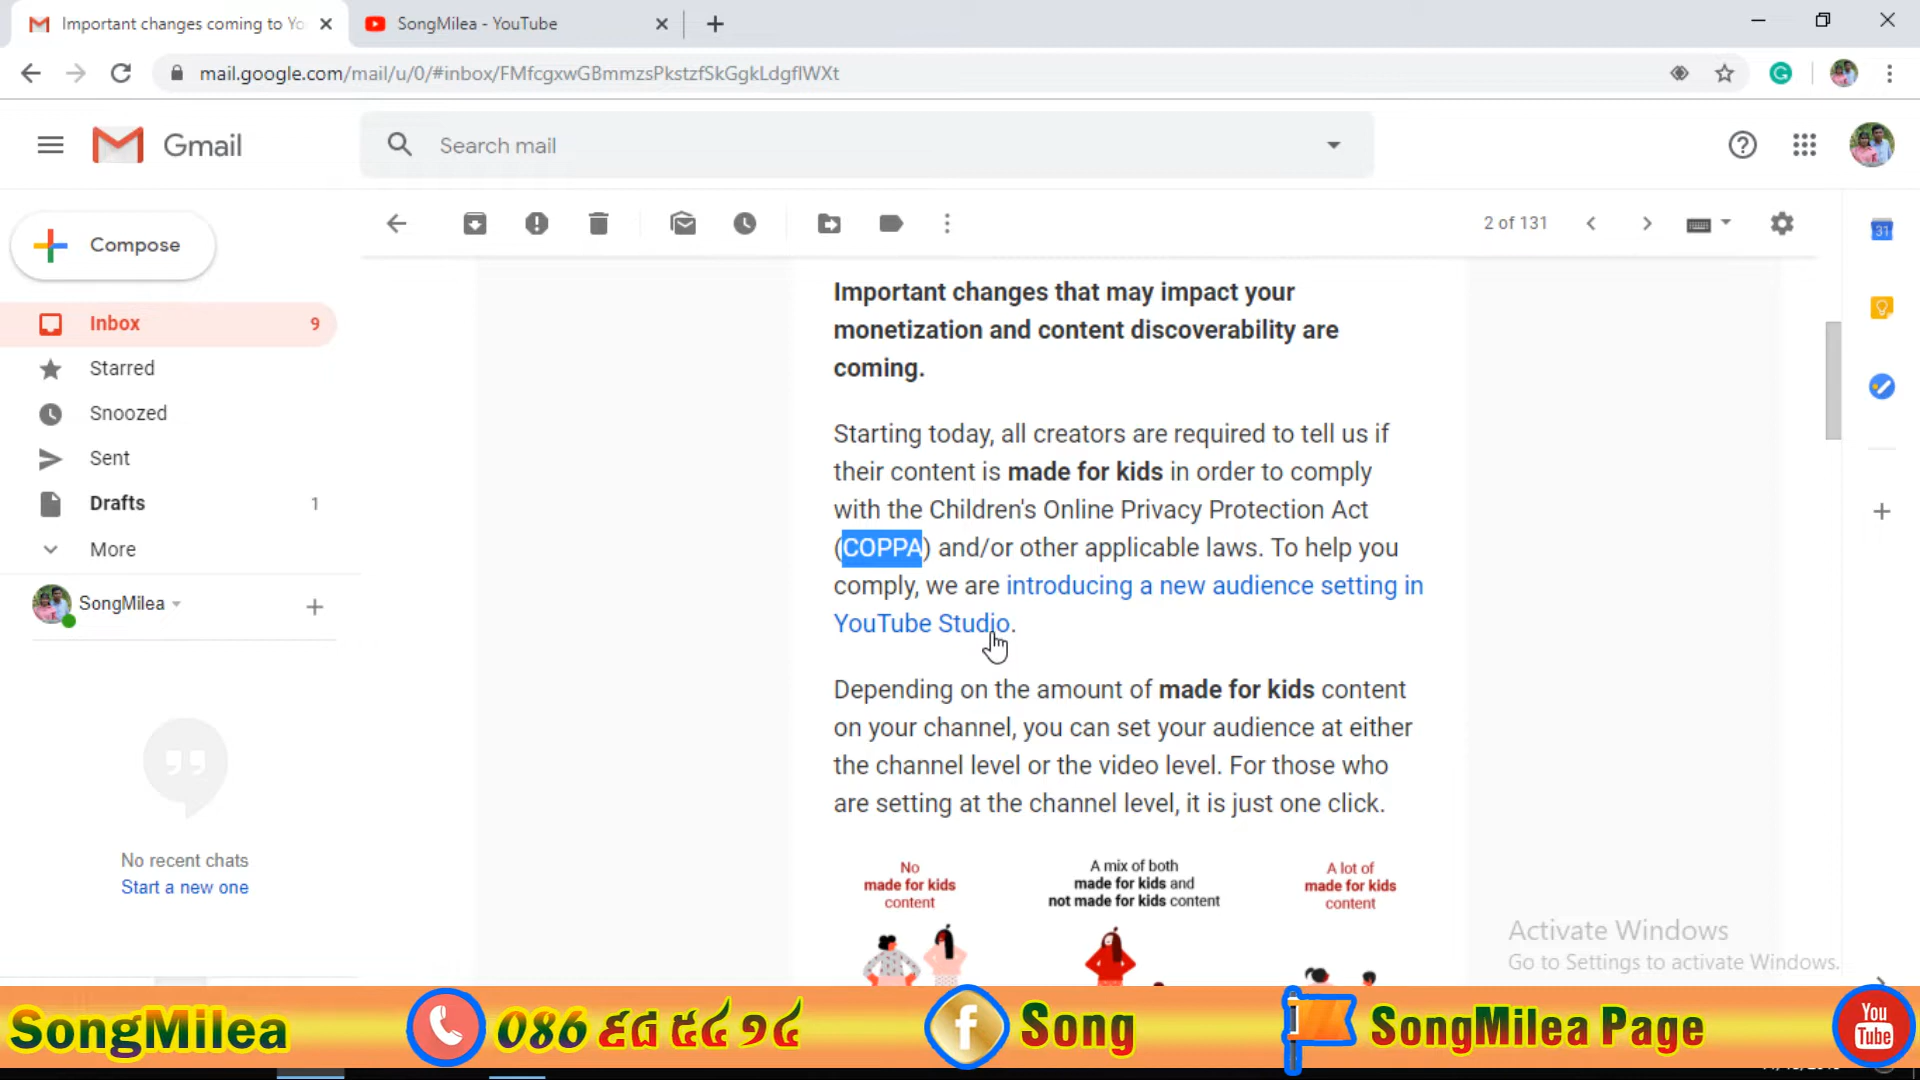 Important changes coming to Yo
SongMilea - YouTube
mail.google.com/mail/u/0/#inbox/FMfcgxwGBmmzsPkstzfSkGgkLdgflWXt
Gmail
Search mail
Compose
2 of 131
31
Inbox 9
Starred
Snoozed
Sent
Drafts 1
More
SongMilea
No recent chats
Start a new one
Important changes that may impact your
monetization and content discoverability are
coming.
Starting today, all creators are required to tell us if
their content is made for kids in order to comply
with the Children's Online Privacy Protection Act
(COPPA) and/or other applicable laws. To help you
comply, we are introducing a new audience setting in
YouTube Studio.
Depending on the amount of made for kids content
on your channel, you can set your audience at either
the channel level or the video level. For those who
are setting at the channel level, it is just one click.
No
made for kids
content
A mix of both
made for kids and
not made for kids content
A lot of
made for kids
content
Activate Windows
Go to Settings to activate Windows.
SongMilea
086
Song
SongMilea Page
You
Tube